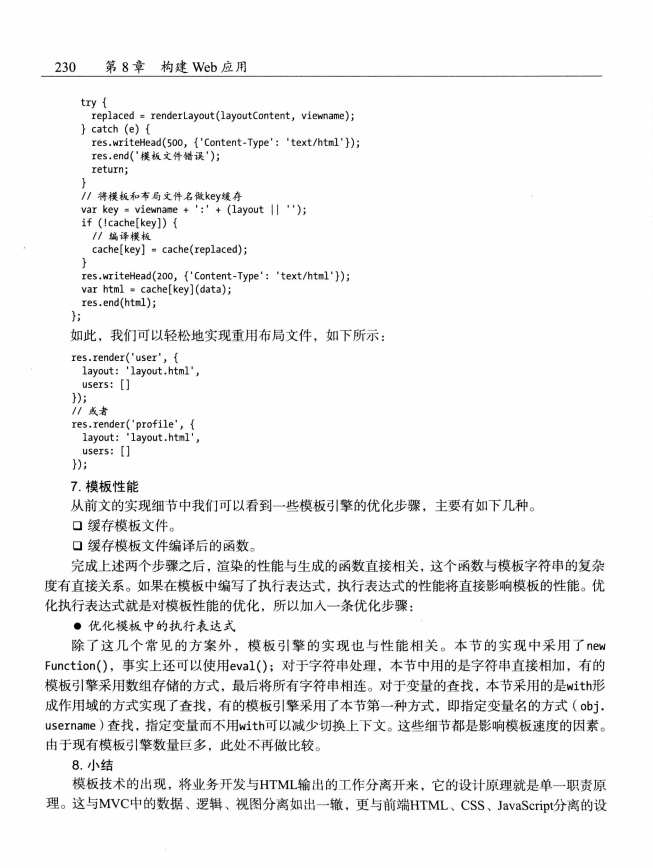 230 第8章 构建 Web 应用
try {
replaced = renderLayout(layoutContent, viewname);
} catch (e) {
res.writeHead(500, {'Content-Type': 'text/html'});
res.end('模板文件错误');
return;
}
// 将模板和布局文件名做key缓存
var key = viewname + ':' + (layout || '');
if (!cache[key]) {
// 编译模板
cache[key] = cache(replaced);
}
res.writeHead(200, {'Content-Type': 'text/html'});
var html = cache[key](data);
res.end(html);
};
如此，我们可以轻松地实现重用布局文件，如下所示：
res.render('user', {
layout: 'layout.html',
users: []
});
// 或者
res.render('profile', {
layout: 'layout.html',
users: []
});
7. 模板性能
从前文的实现细节中我们可以看到一些模板引擎的优化步骤，主要有如下几种。
❑ 缓存模板文件。
❑ 缓存模板文件编译后的函数。
完成上述两个步骤之后，渲染的性能与生成的函数直接相关，这个函数与模板字符串的复杂
度有直接关系。如果在模板中编写了执行表达式，执行表达式的性能将直接影响模板的性能。优
化执行表达式就是对模板性能的优化，所以加入一条优化步骤：
● 优化模板中的执行表达式
除了这几个常见的方案外，模板引擎的实现也与性能相关。本节的实现中采用了new
Function()，事实上还可以使用eval()；对于字符串处理，本节中用的是字符串直接相加，有的
模板引擎采用数组存储的方式，最后将所有字符串相连。对于变量的查找，本节采用的是with形
成作用域的方式实现了查找，有的模板引擎采用了本节第一种方式，即指定变量名的方式（obj.
username）查找，指定变量而不用with可以减少切换上下文。这些细节都是影响模板速度的因素。
由于现有模板引擎数量巨多，此处不再做比较。
8. 小结
模板技术的出现，将业务开发与HTML输出的工作分离开来，它的设计原理就是单一职责原
理。这与MVC中的数据、逻辑、视图分离如出一辙，更与前端HTML、CSS、JavaScript分离的设